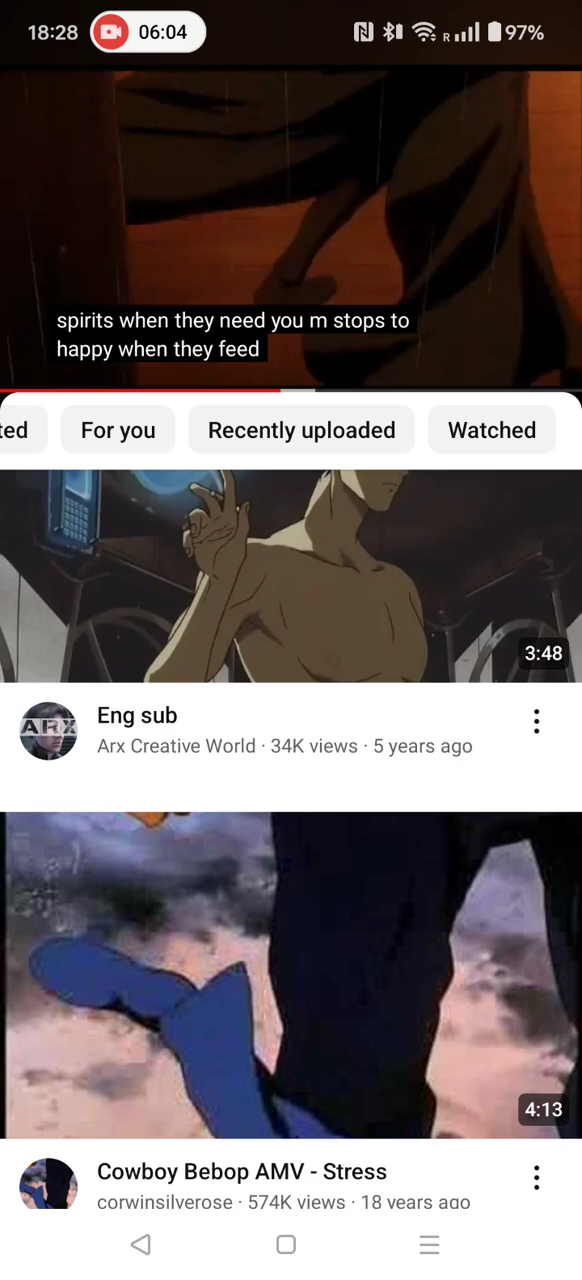 18:28 06:04 R 97%
spirits when they need you m stops to
happy when they feed
ted For you Recently uploaded Watched
3:48
ARX
Eng sub
Arx Creative World · 34K views · 5 years ago
4:13
Cowboy Bebop AMV - Stress
corwinsilverose · 574K views · 18 years ago